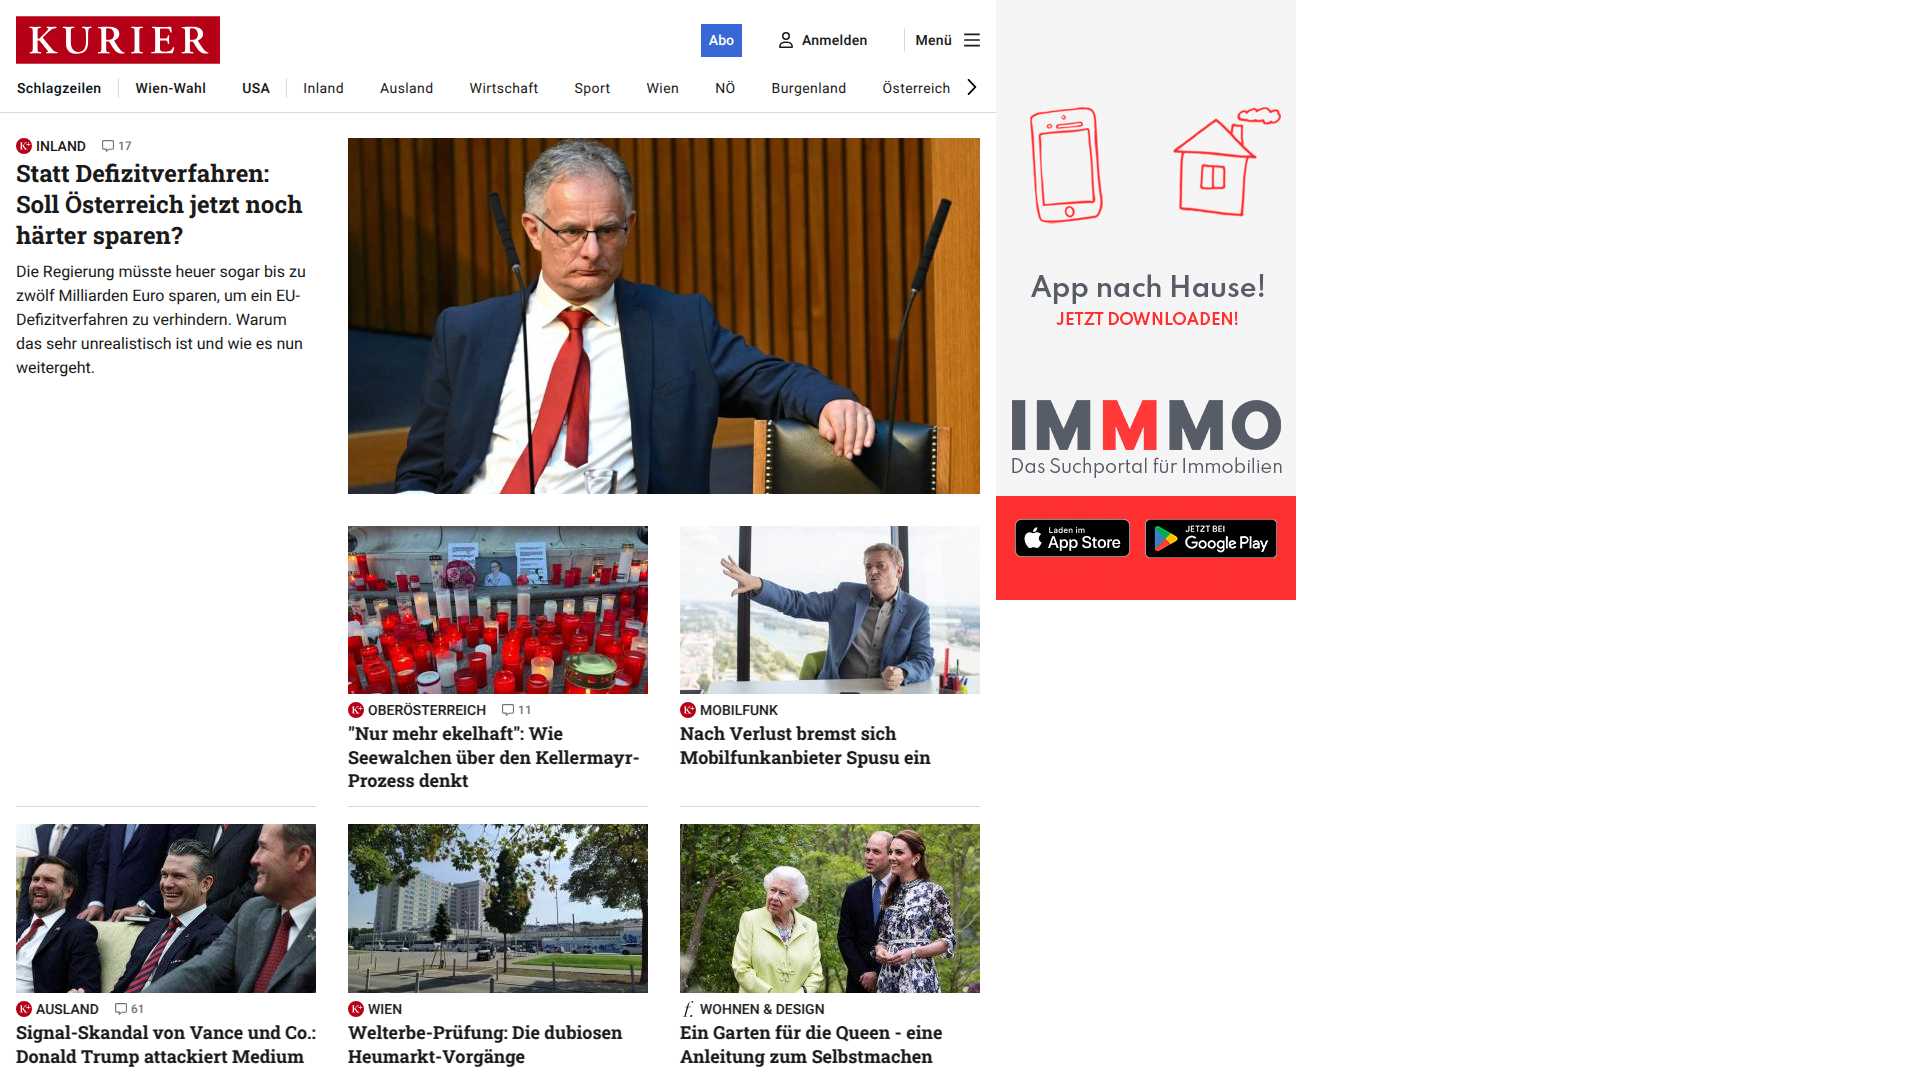 KURIER
Abo
Anmelden
Menü
Schlagzeilen
Wien-Wahl
USA
Inland
Ausland
Wirtschaft
Sport
Wien
NÖ
Burgenland
Österreich
K+ INLAND 17
Statt Defizitverfahren:
Soll Österreich jetzt noch
härter sparen?
Die Regierung müsste heuer sogar bis zu
zwölf Milliarden Euro sparen, um ein EU-
Defizitverfahren zu verhindern. Warum
das sehr unrealistisch ist und wie es nun
weitergeht.
K+ OBERÖSTERREICH 11
"Nur mehr ekelhaft": Wie
Seewalchen über den Kellermayr-
Prozess denkt
K+ MOBILFUNK
Nach Verlust bremst sich
Mobilfunkanbieter Spusu ein
K+ AUSLAND 61
Signal-Skandal von Vance und Co.:
Donald Trump attackiert Medium
K+ WIEN
Welterbe-Prüfung: Die dubiosen
Heumarkt-Vorgänge
f. WOHNEN & DESIGN
Ein Garten für die Queen - eine
Anleitung zum Selbstmachen
App nach Hause!
JETZT DOWNLOADEN!
IMMMO
Das Suchportal für Immobilien
Laden im
App Store
JETZT BEI
Google Play